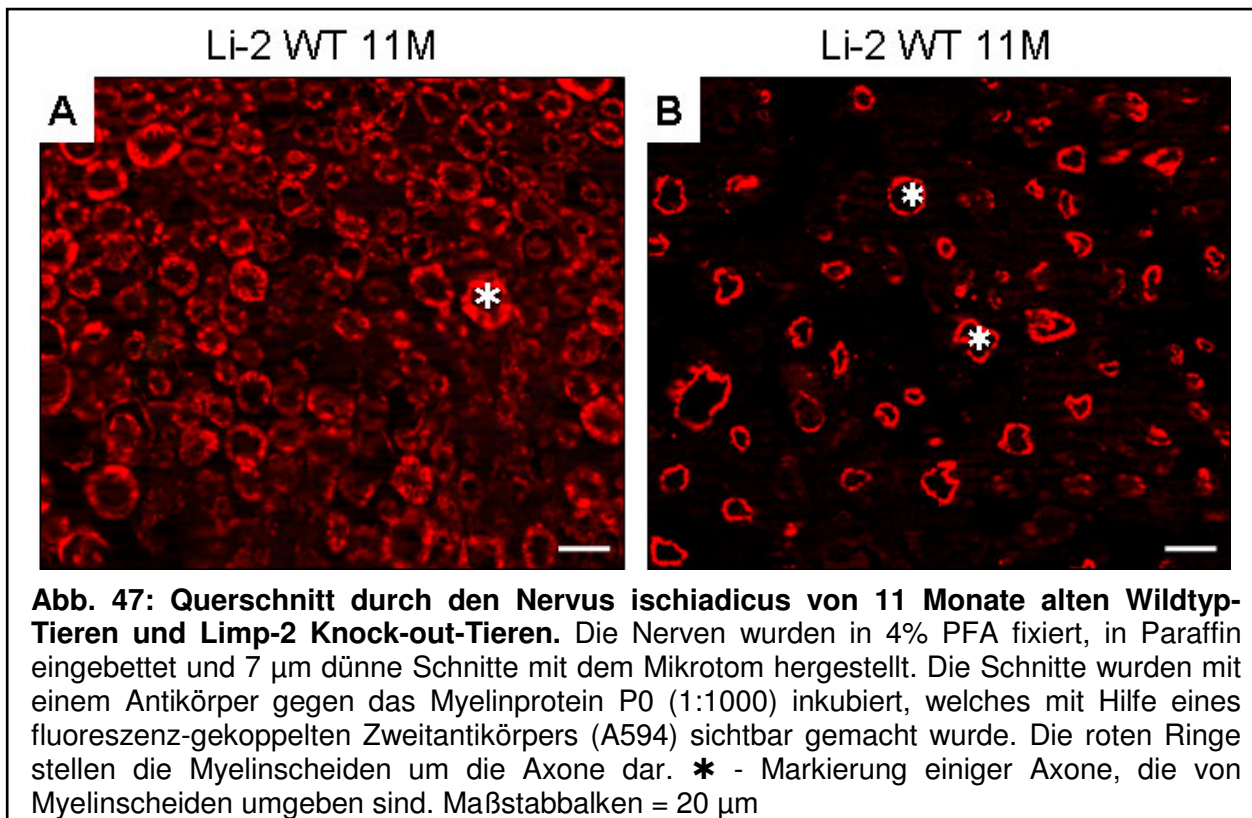 Li-2 WT 11M
Li-2 WT 11M
A
B
Abb. 47: Querschnitt durch den Nervus ischiadicus von 11 Monate alten Wildtyp-
Tieren und Limp-2 Knock-out-Tieren. Die Nerven wurden in 4% PFA fixiert, in Paraffin
eingebettet und 7 µm dünne Schnitte mit dem Mikrotom hergestellt. Die Schnitte wurden mit
einem Antikörper gegen das Myelinprotein P0 (1:1000) inkubiert, welches mit Hilfe eines
fluoreszenz-gekoppelten Zweitantikörpers (A594) sichtbar gemacht wurde. Die roten Ringe
stellen die Myelinscheiden um die Axone dar. ✱ - Markierung einiger Axone, die von
Myelinscheiden umgeben sind. Maßstabbalken = 20 µm